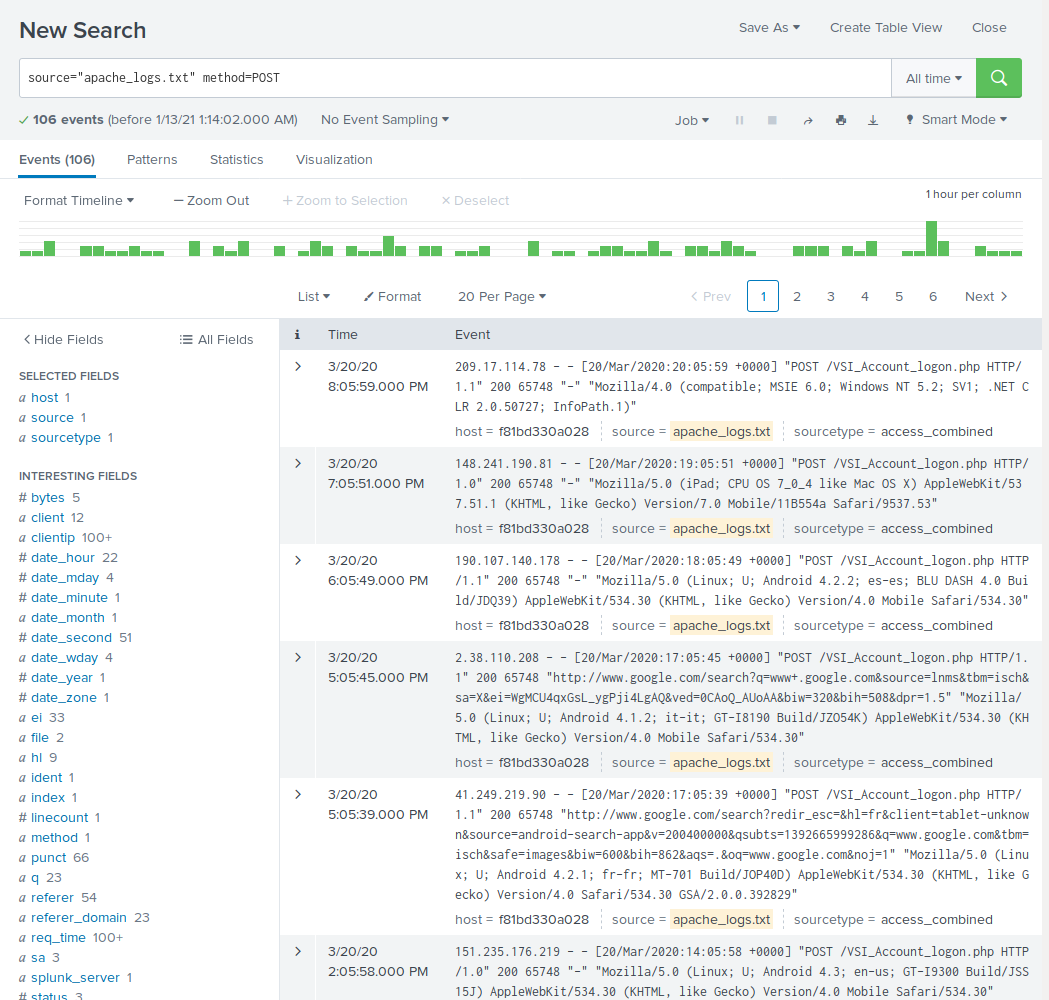 New Search
Save As
Create Table View
Close
source="apache_logs.txt" method=POST
All time
106 events (before 1/13/21 1:14:02.000 AM)
No Event Sampling
Job
Smart Mode
Events (106)
Patterns
Statistics
Visualization
Format Timeline
— Zoom Out
+ Zoom to Selection
× Deselect
1 hour per column
List
Format
20 Per Page
< Prev
1
2
3
4
5
6
Next >
< Hide Fields
All Fields
SELECTED FIELDS
a host 1
a source 1
a sourcetype 1
INTERESTING FIELDS
# bytes 5
a client 12
a clientip 100+
# date_hour 22
# date_mday 4
# date_minute 1
a date_month 1
# date_second 51
a date_wday 4
# date_year 1
# date_zone 1
a ei 33
a file 2
a hl 9
a ident 1
a index 1
# linecount 1
a method 1
a punct 66
a q 23
a referer 54
a referer_domain 23
a req_time 100+
a sa 3
a splunk_server 1
# status 3
i
Time
Event
3/20/20
8:05:59.000 PM
209.17.114.78 - - [20/Mar/2020:20:05:59 +0000] "POST /VSI_Account_logon.php HTTP/
1.1" 200 65748 "-" "Mozilla/4.0 (compatible; MSIE 6.0; Windows NT 5.2; SV1; .NET C
LR 2.0.50727; InfoPath.1)"
host = f81bd330a028 source = apache_logs.txt sourcetype = access_combined
3/20/20
7:05:51.000 PM
148.241.190.81 - - [20/Mar/2020:19:05:51 +0000] "POST /VSI_Account_logon.php HTTP/
1.0" 200 65748 "-" "Mozilla/5.0 (iPad; CPU OS 7_0_4 like Mac OS X) AppleWebKit/53
7.51.1 (KHTML, like Gecko) Version/7.0 Mobile/11B554a Safari/9537.53"
host = f81bd330a028 source = apache_logs.txt sourcetype = access_combined
3/20/20
6:05:49.000 PM
190.107.140.178 - - [20/Mar/2020:18:05:49 +0000] "POST /VSI_Account_logon.php HTTP
/1.1" 200 65748 "-" "Mozilla/5.0 (Linux; U; Android 4.2.2; es-es; BLU DASH 4.0 Bui
ld/JDQ39) AppleWebKit/534.30 (KHTML, like Gecko) Version/4.0 Mobile Safari/534.30"
host = f81bd330a028 source = apache_logs.txt sourcetype = access_combined
3/20/20
5:05:45.000 PM
2.38.110.208 - - [20/Mar/2020:17:05:45 +0000] "POST /VSI_Account_logon.php HTTP/1.
1" 200 65748 "http://www.google.com/search?q=www+.google.com&source=lnms&tbm=isch&
sa=X&ei=WgMCU4qxGsL_ygPji4LgAQ&ved=0CAoQ_AUoAA&biw=320&bih=508&dpr=1.5" "Mozilla/
5.0 (Linux; U; Android 4.1.2; it-it; GT-I8190 Build/JZO54K) AppleWebKit/534.30 (KH
TML, like Gecko) Version/4.0 Mobile Safari/534.30"
host = f81bd330a028 source = apache_logs.txt sourcetype = access_combined
3/20/20
5:05:39.000 PM
41.249.219.90 - - [20/Mar/2020:17:05:39 +0000] "POST /VSI_Account_logon.php HTTP/
1.1" 200 65748 "http://www.google.com/search?redir_esc=&hl=fr&client=tablet-unknow
n&source=android-search-app&v=200400000&qsubts=1392665999286&q=www.google.com&tbm=
isch&safe=images&biw=600&bih=862&aqs=.&oq=www.google.com&noj=1" "Mozilla/5.0 (Linu
x; U; Android 4.2.1; fr-fr; MT-701 Build/JOP40D) AppleWebKit/534.30 (KHTML, like G
ecko) Version/4.0 Safari/534.30 GSA/2.0.0.392829"
host = f81bd330a028 source = apache_logs.txt sourcetype = access_combined
3/20/20
2:05:58.000 PM
151.235.176.219 - - [20/Mar/2020:14:05:58 +0000] "POST /VSI_Account_logon.php HTTP
/1.0" 200 65748 "-" "Mozilla/5.0 (Linux; U; Android 4.3; en-us; GT-I9300 Build/JSS
15J) AppleWebKit/534.30 (KHTML, like Gecko) Version/4.0 Mobile Safari/534.30"